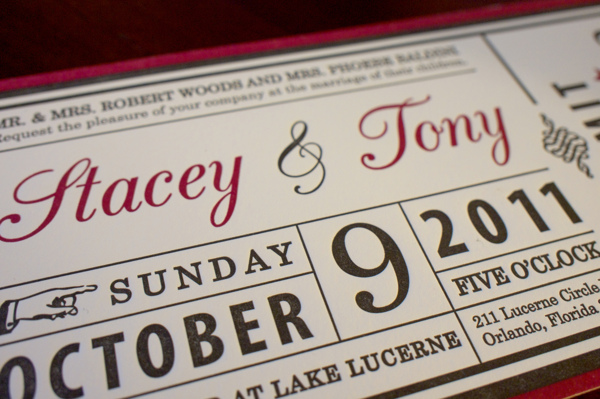 MR. & MRS. ROBERT WOODS AND MRS. PHOEBE
Request the pleasure of your company at the marriage of their children,
Stacey & Tony
SUNDAY
OCTOBER
9
2011
FIVE O'CLOCK
AT LAKE LUCERNE
211 Lucerne Circle
Orlando, Florida